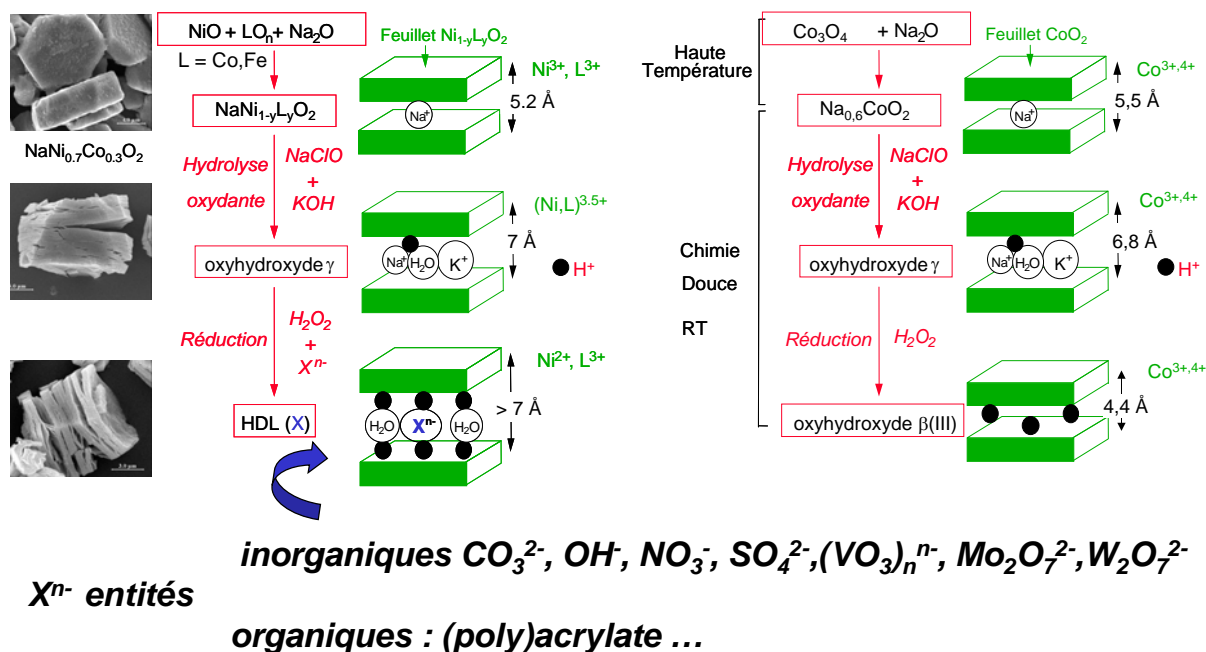 NiO + LOn+ Na2O
L = Co,Fe
NaNi1-yLyO2
NaNi0.7Co0.3O2
Hydrolyse
oxydante
NaClO
+
KOH
oxyhydroxyde γ
Réduction
H2O2
+
Xn-
HDL (X)
Feuillet Ni1-yLyO2
Ni3+, L3+
5.2 Å
Na+
(Ni,L)3.5+
7 Å
Na+ H2O K+
H+
Ni2+, L3+
> 7 Å
H2O Xn- H2O
Haute
Température
Chimie
Douce
RT
Co3O4 + Na2O
Na0,6CoO2
Hydrolyse
oxydante
NaClO
+
KOH
oxyhydroxyde γ
Réduction
H2O2
oxyhydroxyde β(III)
Feuillet CoO2
Co3+,4+
5,5 Å
Na+
Co3+,4+
6,8 Å
Na+ H2O K+
H+
Co3+,4+
4,4 Å
inorganiques CO32-, OH-, NO3-, SO42-,(VO3)nn-, Mo2O72-,W2O72-
Xn- entités
organiques : (poly)acrylate …